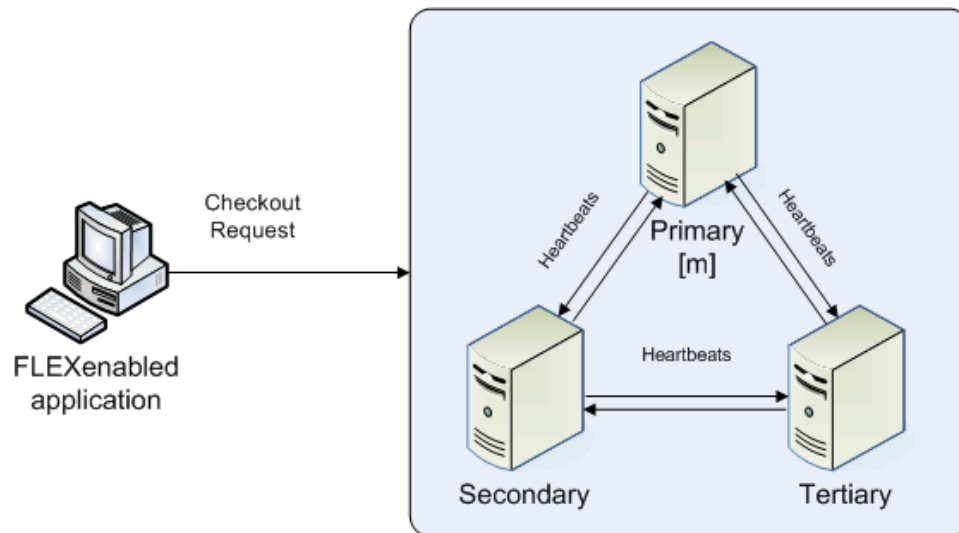 Checkout
Request
FLEXenabled
application
Heartbeats
Primary
[m]
Heartbeats
Heartbeats
Secondary
Tertiary